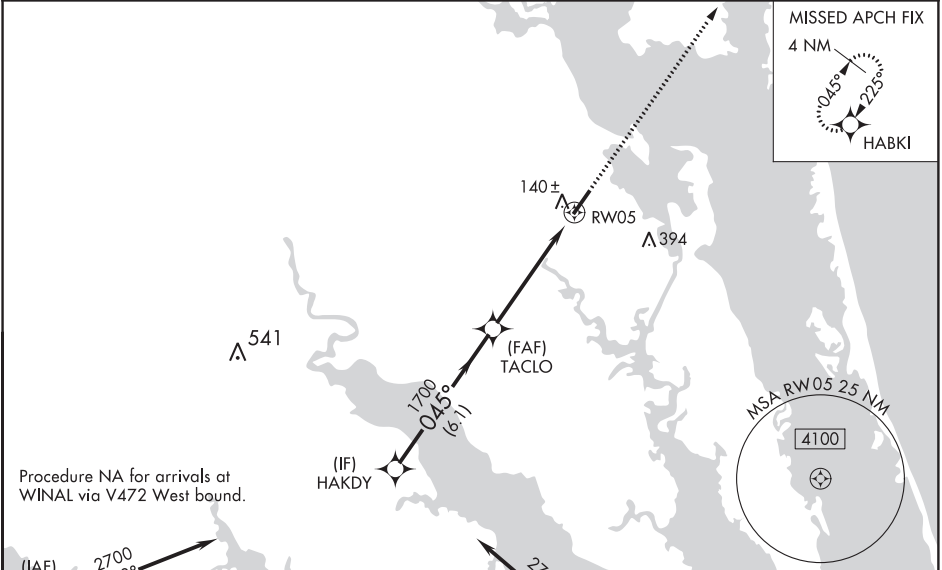 MISSED APCH FIX
4 NM
045°
225°
HABKI
140±
RW05
394
541
(FAF)
TACLO
1700
045°
(6.1)
(IF)
HAKDY
MSA RW05 25 NM
4100
Procedure NA for arrivals at
WINAL via V472 West bound.
(IAF)
2700